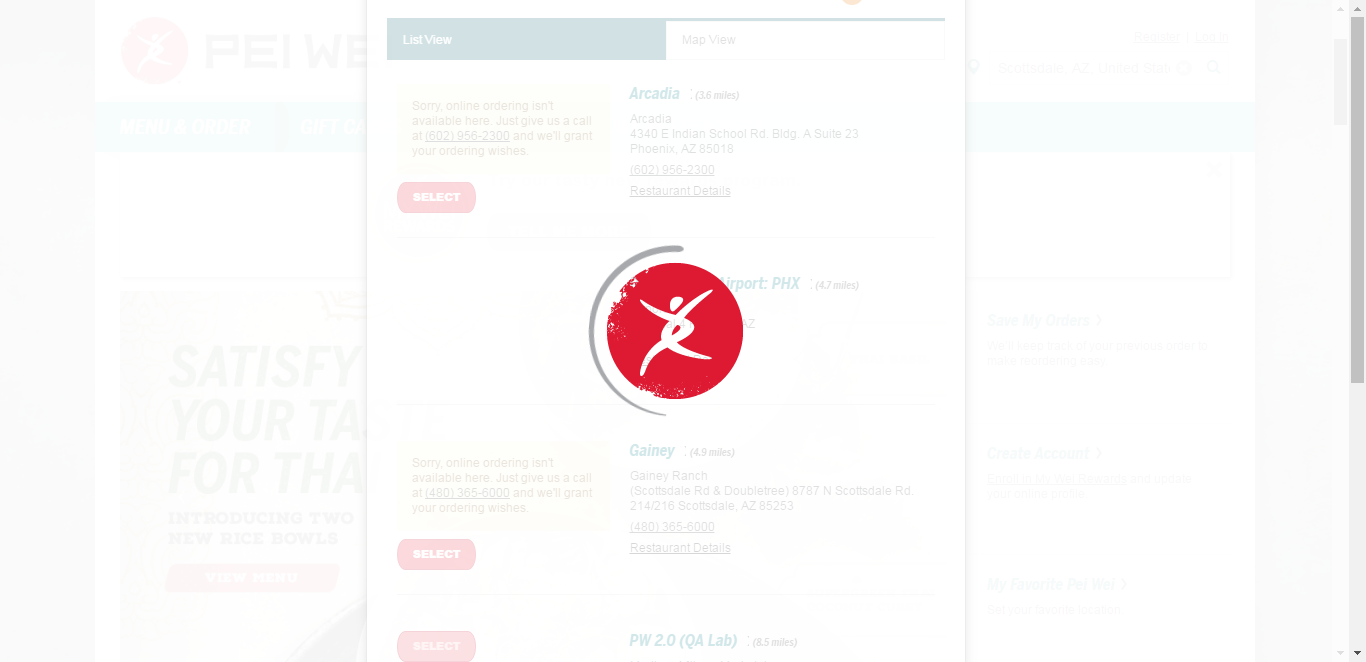 PEI WE
Register | Log In
Scottsdale, AZ, United Stat
MENU & ORDER
GIFT CA
List View
Map View
Sorry, online ordering isn't
available here. Just give us a call
at (602) 956-2300 and we'll grant
your ordering wishes.
SELECT
Arcadia : (3.6 miles)
Arcadia
4340 E Indian School Rd. Bldg. A Suite 23
Phoenix, AZ 85018
(602) 956-2300
Restaurant Details
Airport: PHX : (4.7 miles)
AZ
Sorry, online ordering isn't
available here. Just give us a call
at (480) 365-6000 and we'll grant
your ordering wishes.
SELECT
Gainey : (4.9 miles)
Gainey Ranch
(Scottsdale Rd & Doubletree) 8787 N Scottsdale Rd.
214/216 Scottsdale, AZ 85253
(480) 365-6000
Restaurant Details
SELECT
PW 2.0 (QA Lab) : (8.5 miles)
SATISFY
YOUR TA
FOR THA
INTRODUCING TWO
NEW RICE BOWLS
VIEW MENU
Save My Orders >
We'll keep track of your previous order to
make reordering easy.
Create Account >
Enroll in My Wei Rewards and update
your online profile.
My Favorite Pei Wei >
Set your favorite location.